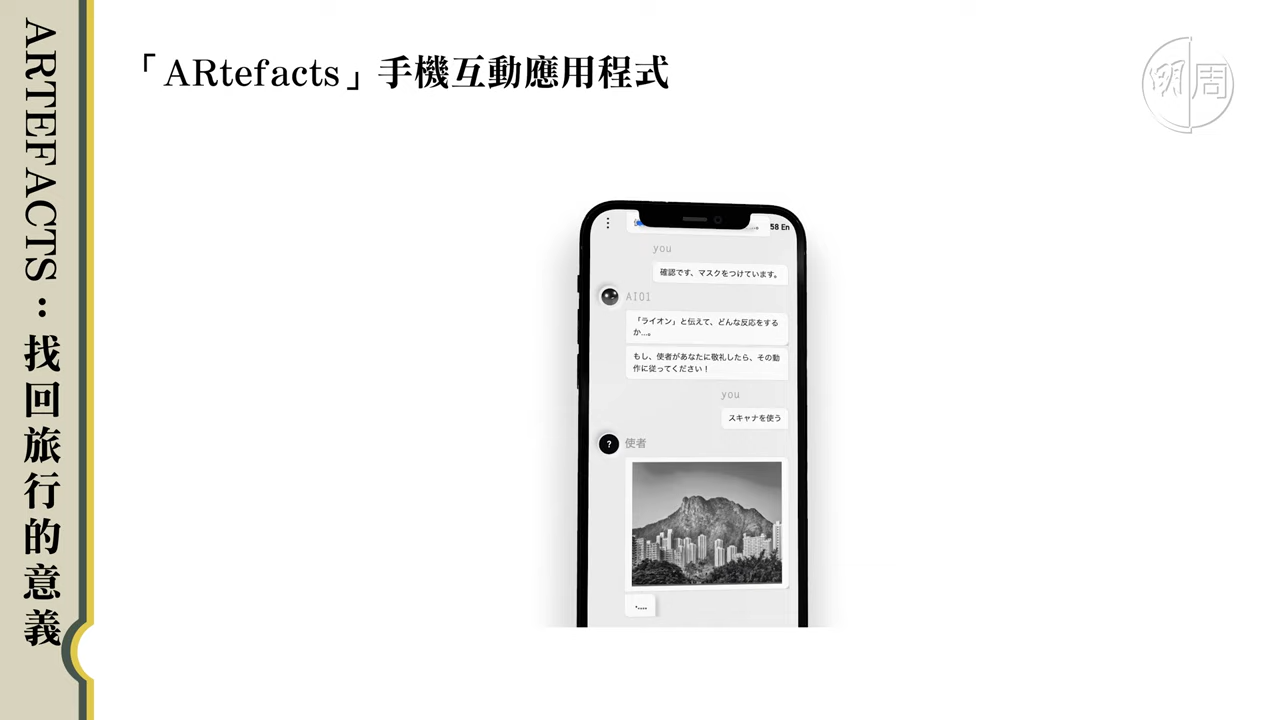 ARTEFACTS：找回旅行的意義
「ARtefacts」手機互動應用程式
明周
58 En
you
確認です、マスクをつけています。
AI01
「ライオン」と伝えて、どんな反応をする
か...。
もし、使者があなたに敬礼したら、その動
作に従ってください！
you
スキャナを使う
?
使者
.....